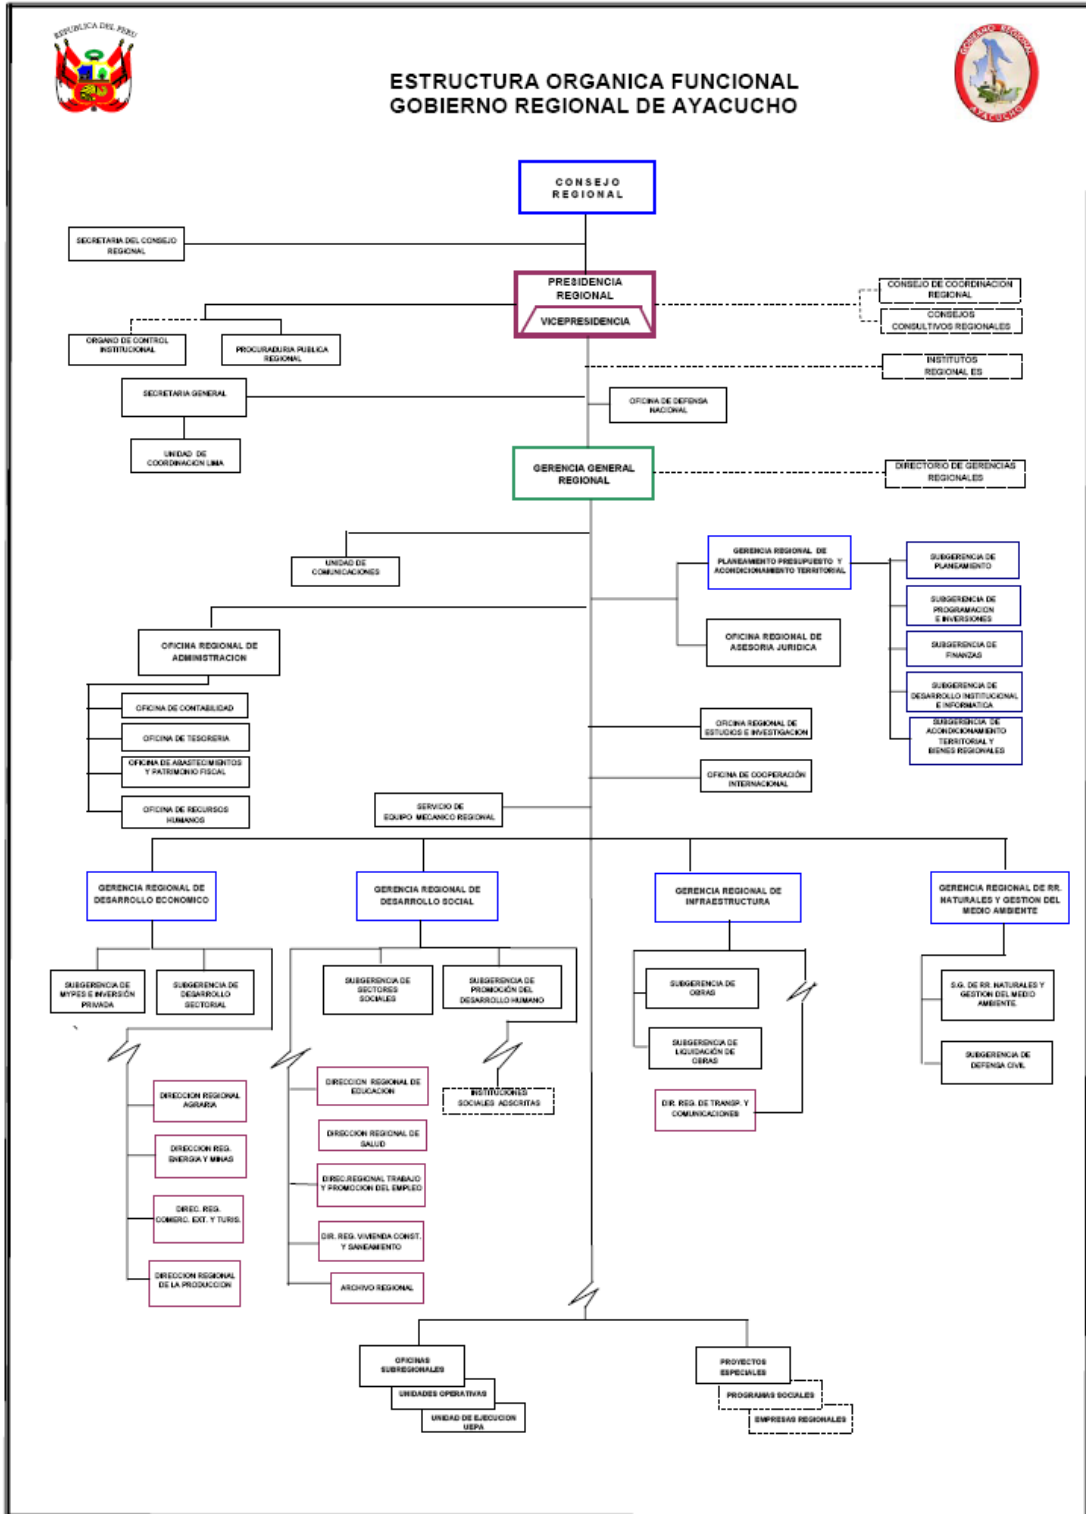 REPUBLICA DEL PERU
GOBIERNO REGIONAL
AYACUCHO
ESTRUCTURA ORGANICA FUNCIONAL
GOBIERNO REGIONAL DE AYACUCHO
CONSEJO
REGIONAL
SECRETARIA DEL CONSEJO
REGIONAL
PRESIDENCIA
REGIONAL
VICEPRESIDENCIA
CONSEJO DE COORDINACION
REGIONAL
CONSEJOS
CONSULTIVOS REGIONALES
ORGANO DE CONTROL
INSTITUCIONAL
PROCURADURIA PUBLICA
REGIONAL
INSTITUTOS
REGIONAL ES
SECRETARIA GENERAL
OFICINA DE DEFENSA
NACIONAL
UNIDAD DE
COORDINACION LIMA
GERENCIA GENERAL
REGIONAL
DIRECTORIO DE GERENCIAS
REGIONALES
UNIDAD DE
COMUNICACIONES
GERENCIA REGIONAL DE
PLANEAMIENTO PRESUPUESTO Y
ACONDICIONAMIENTO TERRITORIAL
SUBGERENCIA DE
PLANEAMIENTO
SUBGERENCIA DE
PROGRAMACION
E INVERSIONES
OFICINA REGIONAL DE
ASESORIA JURIDICA
SUBGERENCIA DE
FINANZAS
SUBGERENCIA DE
DESARROLLO INSTITUCIONAL
E INFORMATICA
SUBGERENCIA DE
ACONDICIONAMIENTO
TERRITORIAL Y
BIENES REGIONALES
OFICINA REGIONAL DE
ADMINISTRACION
OFICINA DE CONTABILIDAD
OFICINA DE TESORERIA
OFICINA DE ABASTECIMIENTOS
Y PATRIMONIO FISCAL
OFICINA DE RECURSOS
HUMANOS
OFICINA REGIONAL DE
ESTUDIOS E INVESTIGACION
OFICINA DE COOPERACIÓN
INTERNACIONAL
SERVICIO DE
EQUIPO MECANICO REGIONAL
GERENCIA REGIONAL DE
DESARROLLO ECONOMICO
GERENCIA REGIONAL DE
DESARROLLO SOCIAL
GERENCIA REGIONAL DE
INFRAESTRUCTURA
GERENCIA REGIONAL DE RR.
NATURALES Y GESTION DEL
MEDIO AMBIENTE
SUBGERENCIA DE
MYPES E INVERSIÓN
PRIVADA
SUBGERENCIA DE
DESARROLLO
SECTORIAL
SUBGERENCIA DE
SECTORES
SOCIALES
SUBGERENCIA DE
PROMOCIÓN DEL
DESARROLLO HUMANO
SUBGERENCIA DE
OBRAS
S.G. DE RR. NATURALES Y
GESTION DEL MEDIO
AMBIENTE.
SUBGERENCIA DE
LIQUIDACIÓN DE
OBRAS
SUBGERENCIA DE
DEFENSA CIVIL
DIRECCION REGIONAL
AGRARIA
DIRECCION REG.
ENERGIA Y MINAS
DIREC. REG.
COMERC. EXT. Y TURIS.
DIRECCION REGIONAL
DE LA PRODUCCION
DIRECCION REGIONAL DE
EDUCACION
DIRECCION REGIONAL DE
SALUD
DIREC.REGIONAL TRABAJO
Y PROMOCION DEL EMPLEO
DIR. REG. VIVIENDA CONST.
Y SANEAMIENTO
ARCHIVO REGIONAL
INSTITUCIONES
SOCIALES ADSCRITAS
DIR. REG. DE TRANSP. Y
COMUNICACIONES
OFICINAS
SUBREGIONALES
UNIDADES OPERATIVAS
UNIDAD DE EJECUCION
UEPA
PROYECTOS
ESPECIALES
PROGRAMAS SOCIALES
EMPRESAS REGIONALES